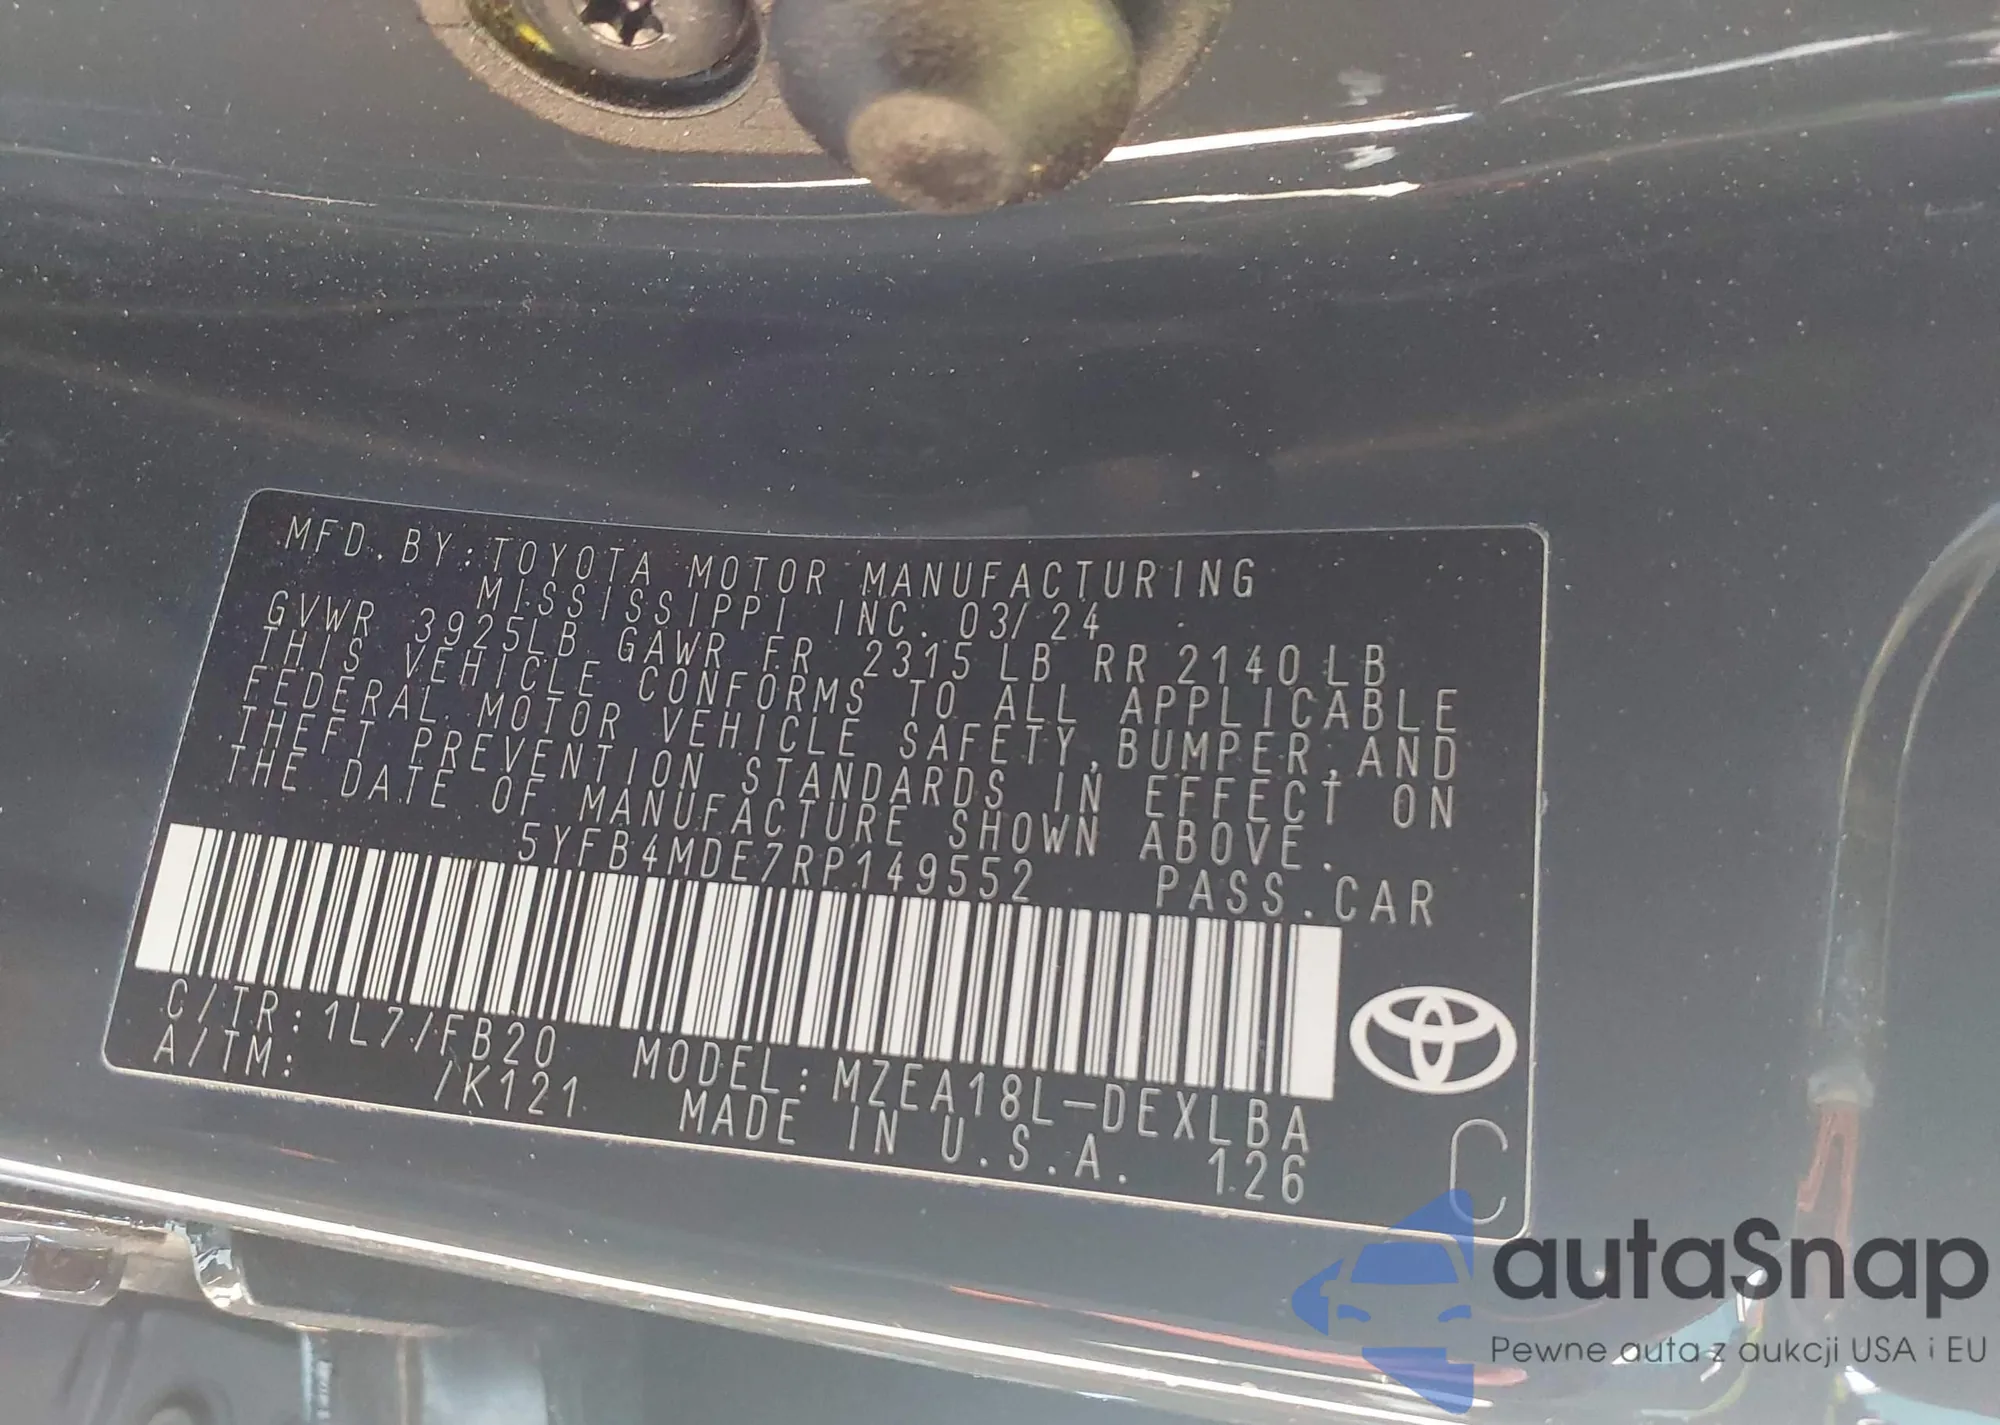 MFD. BY: TOYOTA MOTOR MANUFACTURING
MISSISSIPPI INC. 03/24
GVWR 3925LB GAWR FR 2315 LB RR 2140 LB
THIS VEHICLE CONFORMS TO ALL APPLICABLE
FEDERAL MOTOR VEHICLE SAFETY, BUMPER, AND
THEFT PREVENTION STANDARDS IN EFFECT ON
THE DATE OF MANUFACTURE SHOWN ABOVE.
5YFB4MDE7RP149552 PASS. CAR
C/TR: 1L7/FB20 MODEL: MZEA18L-DEXLBA
A/TM: /K121 MADE IN U.S.A. 126
C
autaSnap
Pewne auta z aukcji USA i EU